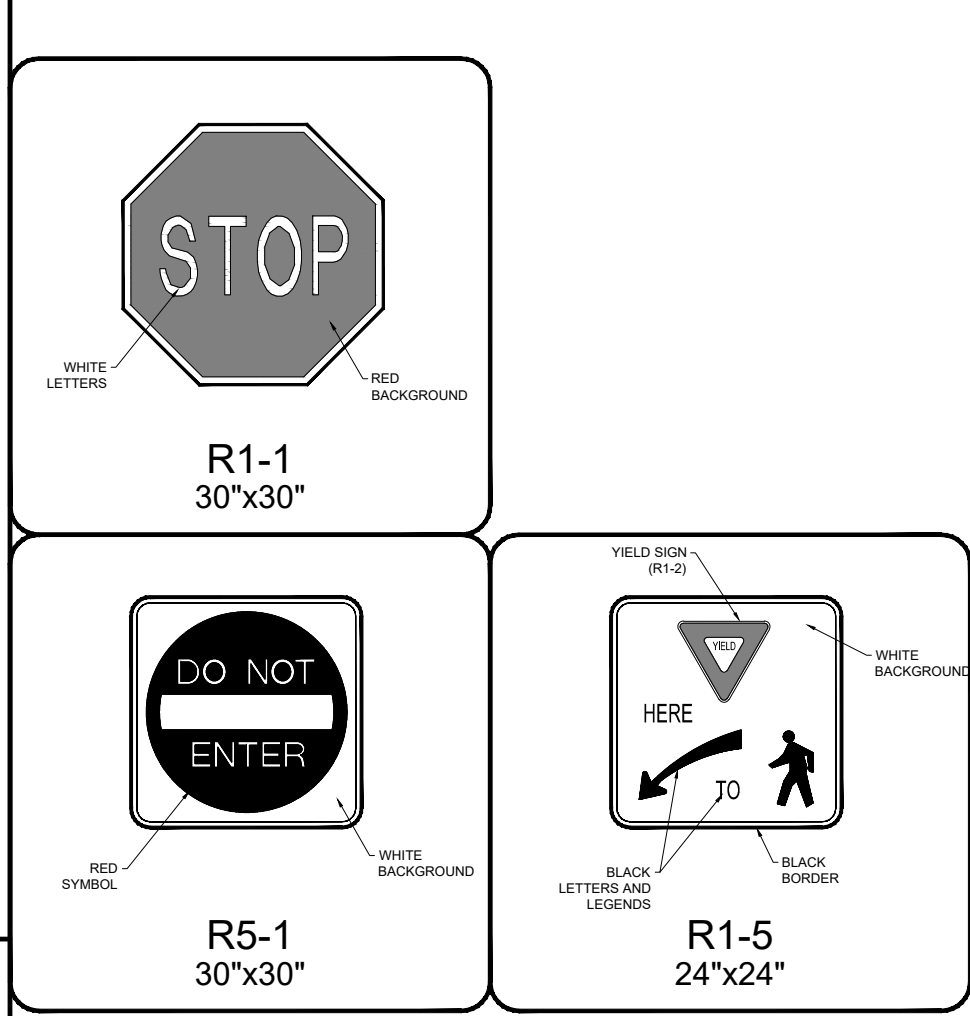 STOP
WHITE
LETTERS
RED
BACKGROUND
R1-1
30"x30"
DO NOT
ENTER
RED
SYMBOL
WHITE
BACKGROUND
R5-1
30"x30"
YIELD SIGN
(R1-2)
YIELD
WHITE
BACKGROUND
HERE
TO
BLACK
LETTERS AND
LEGENDS
BLACK
BORDER
R1-5
24"x24"